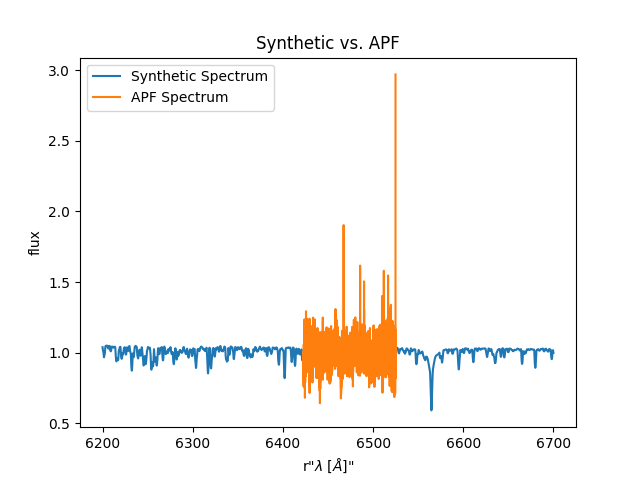 Synthetic vs. APF
Synthetic Spectrum
APF Spectrum
3.0
2.5
2.0
1.5
1.0
0.5
flux
6200 6300 6400 6500 6600 6700
r"λ [Å]"